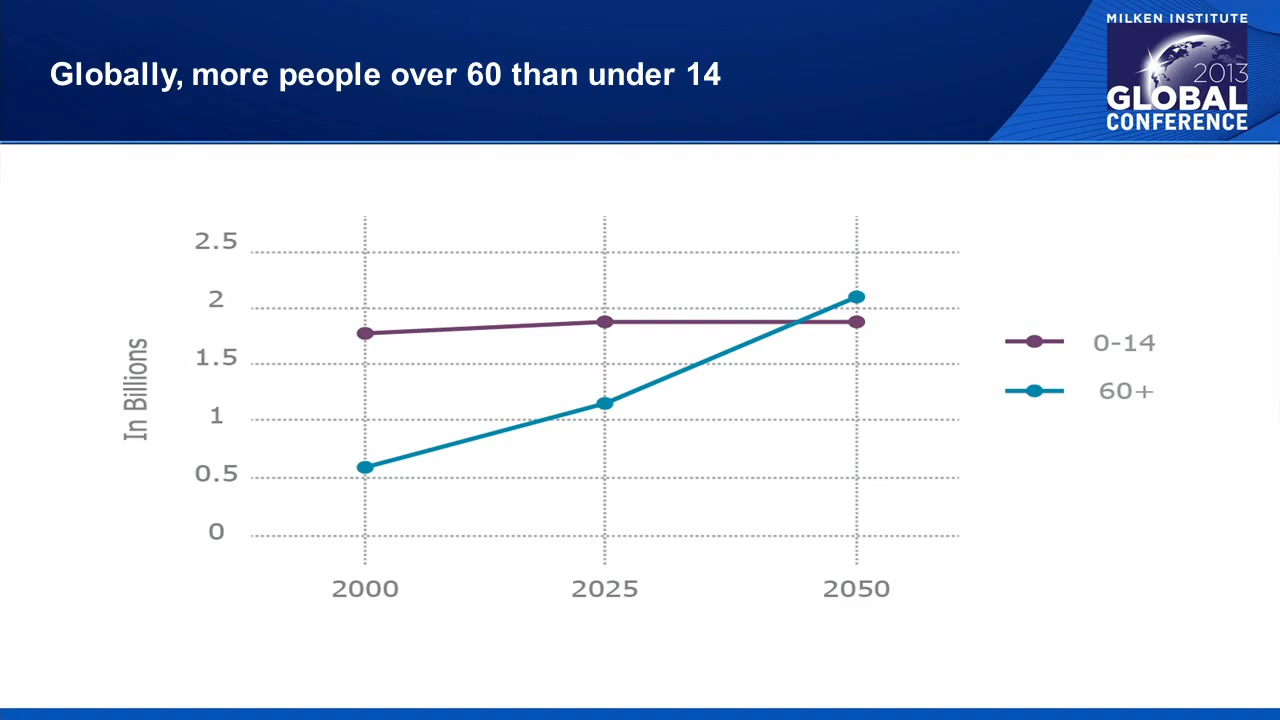 Globally, more people over 60 than under 14
MILKEN INSTITUTE
2013
GLOBAL
CONFERENCE
2.5
2
1.5
1
0.5
0
In Billions
2000
2025
2050
0-14
60+